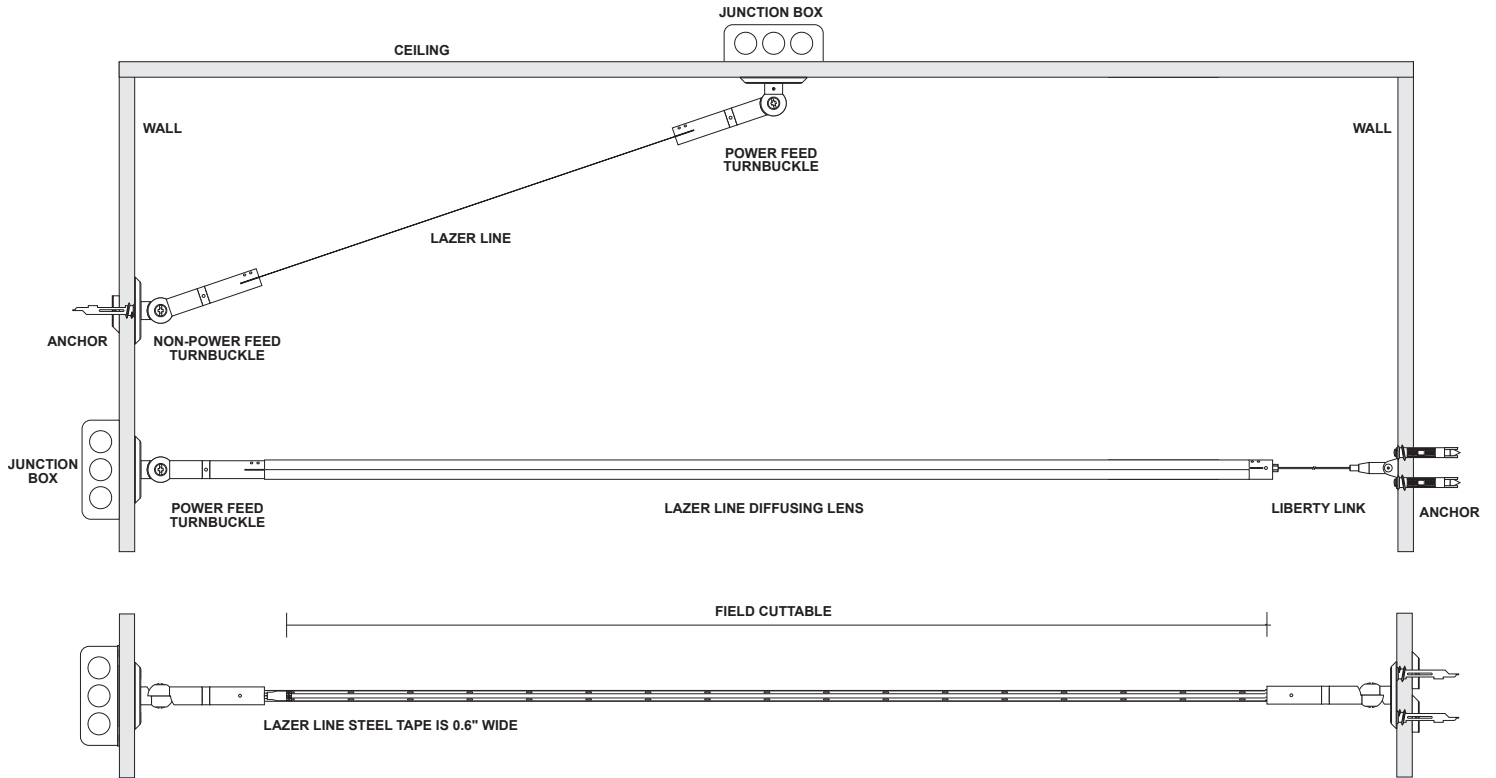 JUNCTION BOX
CEILING
WALL
WALL
POWER FEED
TURNBUCKLE
LAZER LINE
ANCHOR
NON-POWER FEED
TURNBUCKLE
JUNCTION
BOX
POWER FEED
TURNBUCKLE
LAZER LINE DIFFUSING LENS
LIBERTY LINK
ANCHOR
FIELD CUTTABLE
LAZER LINE STEEL TAPE IS 0.6" WIDE